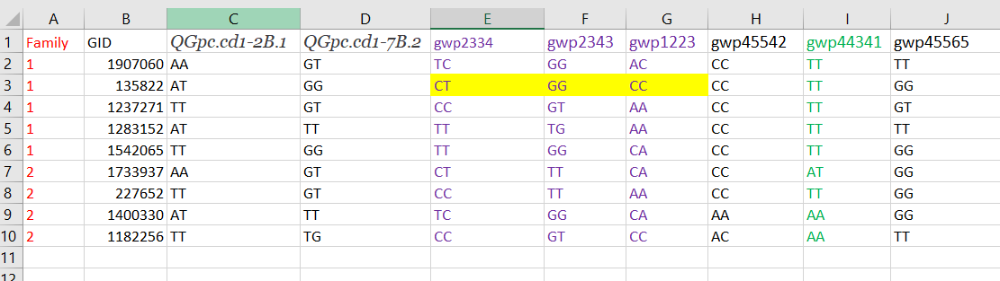 A B C D E F G H I J
1 Family GID QGpc.cd1-2B.1 QGpc.cd1-7B.2 gwp2334 gwp2343 gwp1223 gwp45542 gwp44341 gwp45565
2 1 1907060 AA GT TC GG AC CC TT TT
3 1 135822 AT GG CT GG CC CC TT GG
4 1 1237271 TT GT CC GT AA CC TT GT
5 1 1283152 AT TT TT TG AA CC TT TT
6 1 1542065 TT GG TT GG CA CC TT GG
7 2 1733937 AA GT CT TT CA CC AT GG
8 2 227652 TT GT CC TT AA CC TT GG
9 2 1400330 AT TT TC GG CA AA AA GG
10 2 1182256 TT TG CC GT CC AC AA TT
11
12